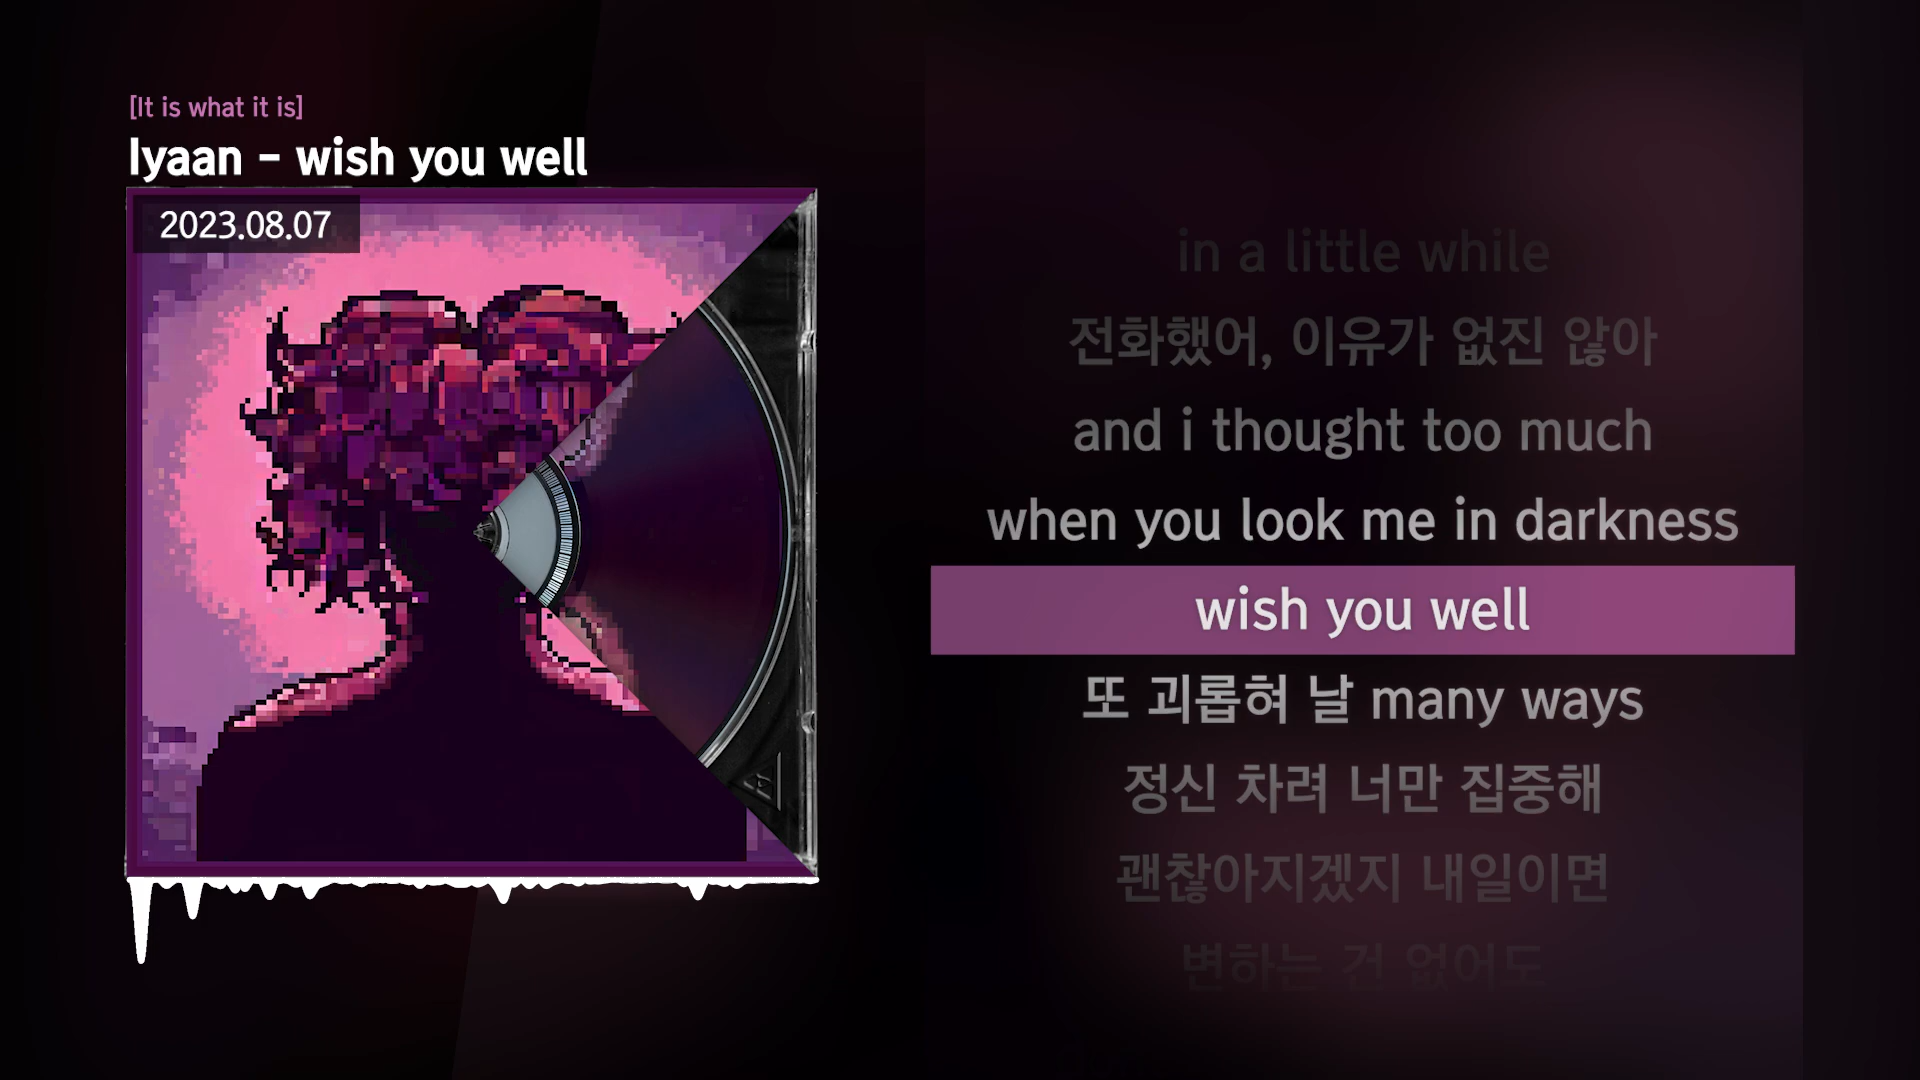 [It is what it is]
Iyaan - wish you well
2023.08.07
in a little while
전화했어, 이유가 없진 않아
and i thought too much
when you look me in darkness
wish you well
또 괴롭혀 날 many ways
정신 차려 너만 집중해
괜찮아지겠지 내일이면
변하는 건 없어도